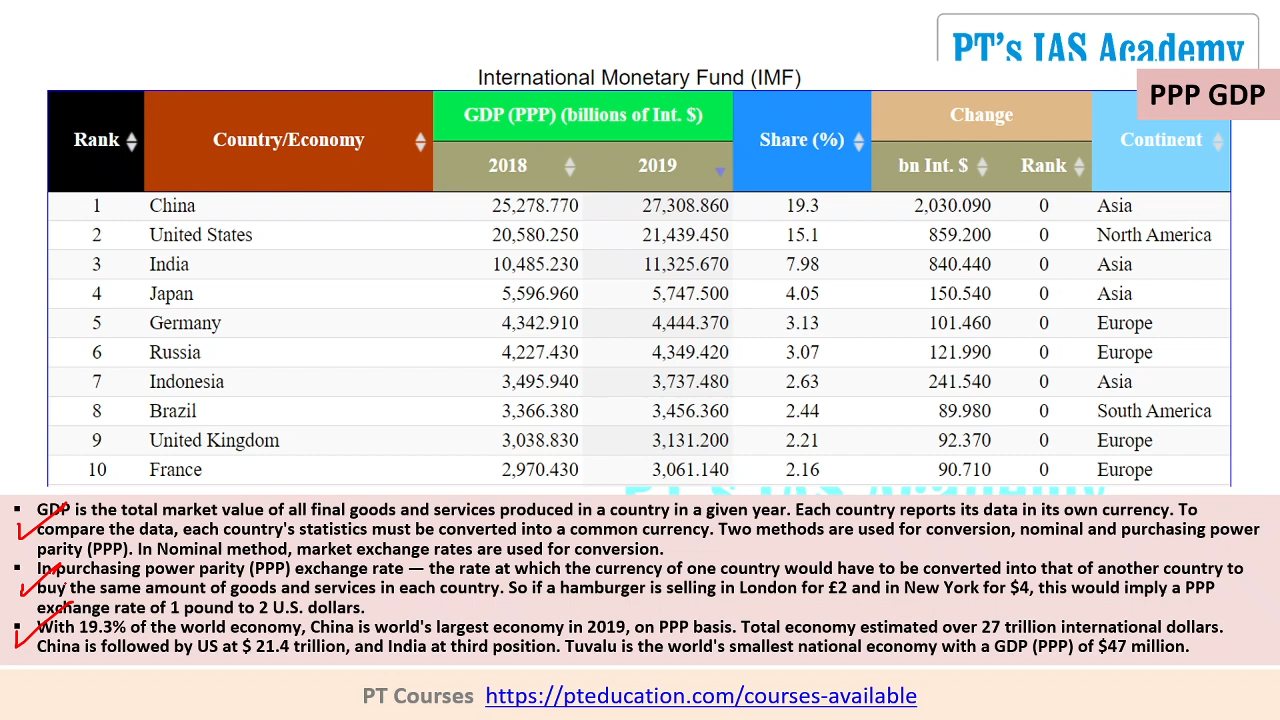 PT's IAS Academy
International Monetary Fund (IMF)
PPP GDP
Rank Country/Economy GDP (PPP) (billions of Int. $) Share (%) Change Continent
2018 2019 bn Int. $ Rank
1 China 25,278.770 27,308.860 19.3 2,030.090 0 Asia
2 United States 20,580.250 21,439.450 15.1 859.200 0 North America
3 India 10,485.230 11,325.670 7.98 840.440 0 Asia
4 Japan 5,596.960 5,747.500 4.05 150.540 0 Asia
5 Germany 4,342.910 4,444.370 3.13 101.460 0 Europe
6 Russia 4,227.430 4,349.420 3.07 121.990 0 Europe
7 Indonesia 3,495.940 3,737.480 2.63 241.540 0 Asia
8 Brazil 3,366.380 3,456.360 2.44 89.980 0 South America
9 United Kingdom 3,038.830 3,131.200 2.21 92.370 0 Europe
10 France 2,970.430 3,061.140 2.16 90.710 0 Europe
▪ GDP is the total market value of all final goods and services produced in a country in a given year. Each country reports its data in its own currency. To
compare the data, each country's statistics must be converted into a common currency. Two methods are used for conversion, nominal and purchasing power
parity (PPP). In Nominal method, market exchange rates are used for conversion.
▪ In purchasing power parity (PPP) exchange rate — the rate at which the currency of one country would have to be converted into that of another country to
buy the same amount of goods and services in each country. So if a hamburger is selling in London for £2 and in New York for $4, this would imply a PPP
exchange rate of 1 pound to 2 U.S. dollars.
▪ With 19.3% of the world economy, China is world's largest economy in 2019, on PPP basis. Total economy estimated over 27 trillion international dollars.
China is followed by US at $ 21.4 trillion, and India at third position. Tuvalu is the world's smallest national economy with a GDP (PPP) of $47 million.
PT Courses https://pteducation.com/courses-available